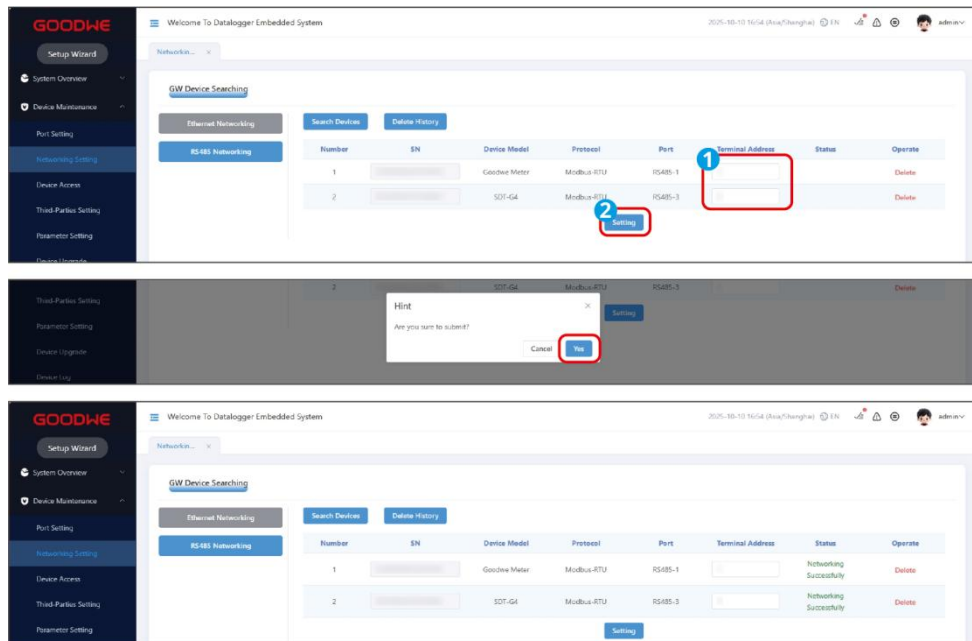 GOODWE
Welcome To Datalogger Embedded System
2025-10-10 16:54 (Asia/Shanghai) EN
admin
Setup Wizard
Networkin... ×
System Overview
GW Device Searching
Device Maintenance
Ethernet Networking
Search Devices
Delete History
Port Setting
RS485 Networking
Number SN Device Model Protocol Port Terminal Address Status Operate
1
Networking Setting
1 Goodwe Meter Modbus-RTU RS485-1 Delete
Device Access
2 SDT-G4 Modbus-RTU RS485-3 Delete
Third-Parties Setting
2
Setting
Parameter Setting
Device Upgrade
2 SDT-G4 Modbus-RTU RS485-3 Delete
Third-Parties Setting
Hint ×
Setting
Parameter Setting
Are you sure to submit?
Device Upgrade
Cancel Yes
Device Log
GOODWE
Welcome To Datalogger Embedded System
2025-10-10 16:54 (Asia/Shanghai) EN
admin
Setup Wizard
Networkin... ×
System Overview
GW Device Searching
Device Maintenance
Ethernet Networking
Search Devices
Delete History
Port Setting
RS485 Networking
Number SN Device Model Protocol Port Terminal Address Status Operate
Networking Setting
1 Goodwe Meter Modbus-RTU RS485-1 Networking Successfully Delete
Device Access
2 SDT-G4 Modbus-RTU RS485-3 Networking Successfully Delete
Third-Parties Setting
Parameter Setting
Setting